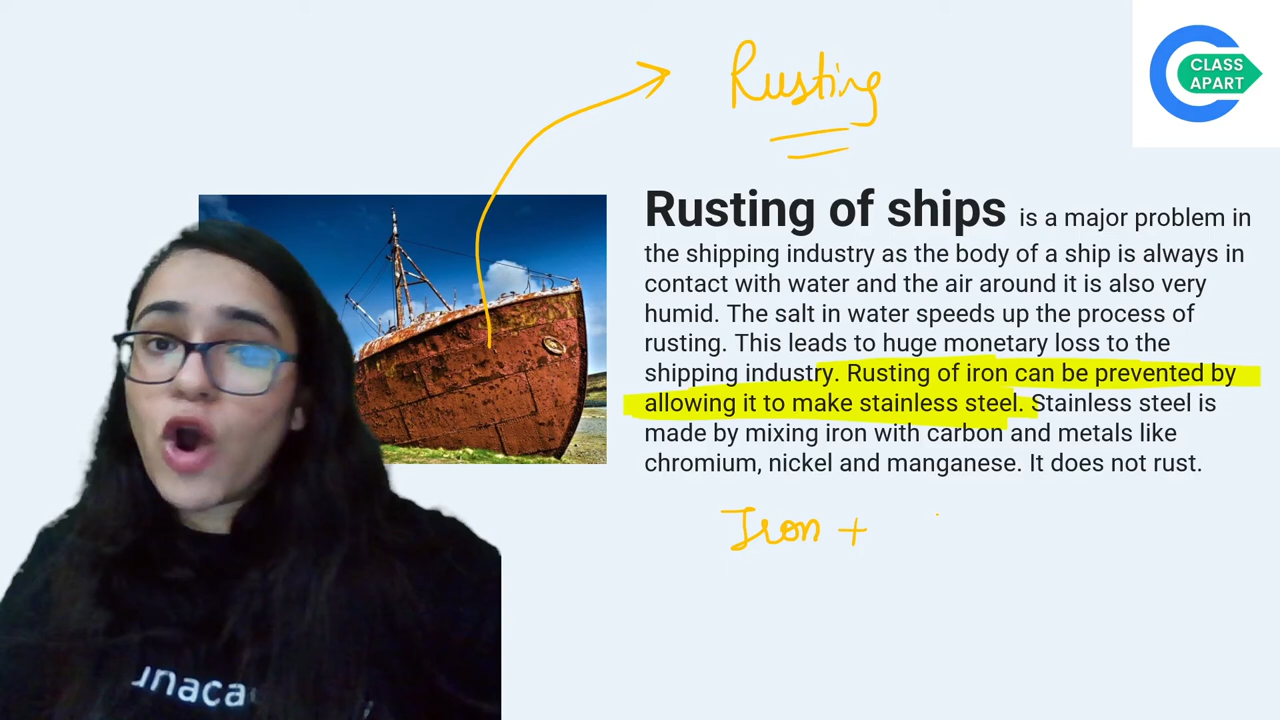 Rusting
CLASS
APART
Rusting of ships is a major problem in
the shipping industry as the body of a ship is always in
contact with water and the air around it is also very
humid. The salt in water speeds up the process of
rusting. This leads to huge monetary loss to the
shipping industry. Rusting of iron can be prevented by
allowing it to make stainless steel. Stainless steel is
made by mixing iron with carbon and metals like
chromium, nickel and manganese. It does not rust.
Iron +
unaca